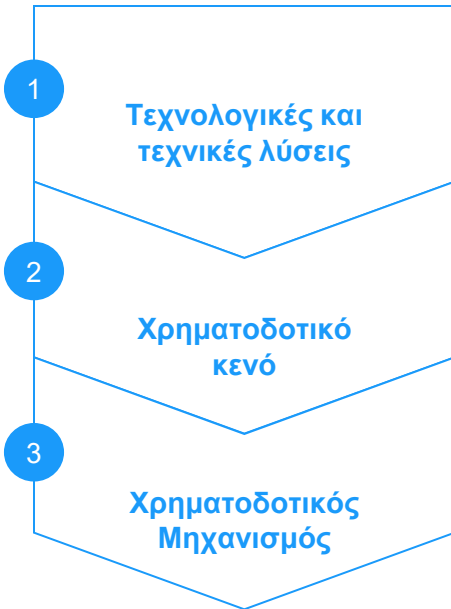 1
Τεχνολογικές και
τεχνικές λύσεις
2
Χρηματοδοτικό
κενό
3
Χρηματοδοτικός
Μηχανισμός